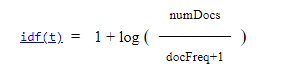 numDocs
idf(t) = 1 + log ( ——— )
docFreq+1